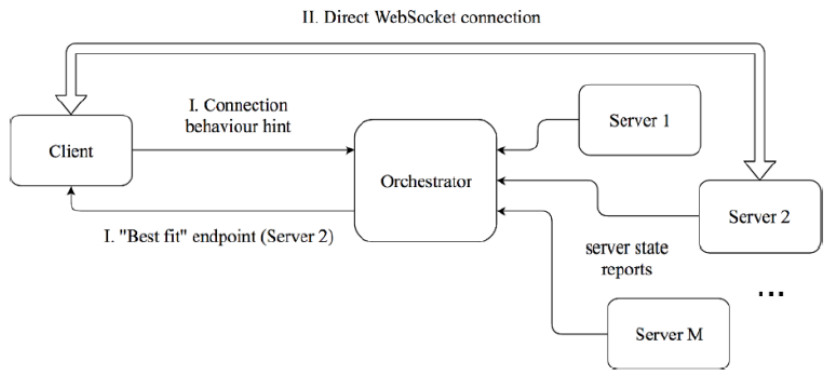 II. Direct WebSocket connection
I. Connection
behaviour hint
Client
Orchestrator
Server 1
Server 2
I. "Best fit" endpoint (Server 2)
server state
reports
...
Server M